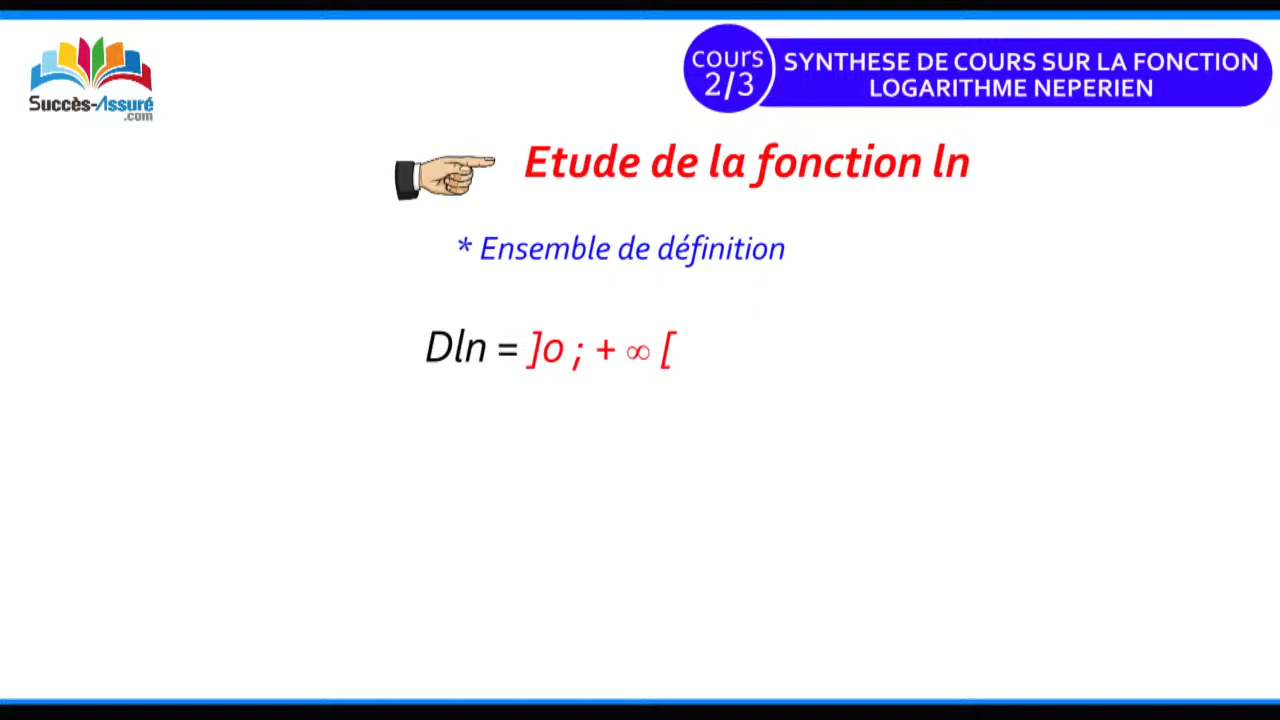 Succès-Assuré
.com
cours
2/3
SYNTHESE DE COURS SUR LA FONCTION
LOGARITHME NEPERIEN
Etude de la fonction ln
* Ensemble de définition
Dln = ]0 ; + ∞ [